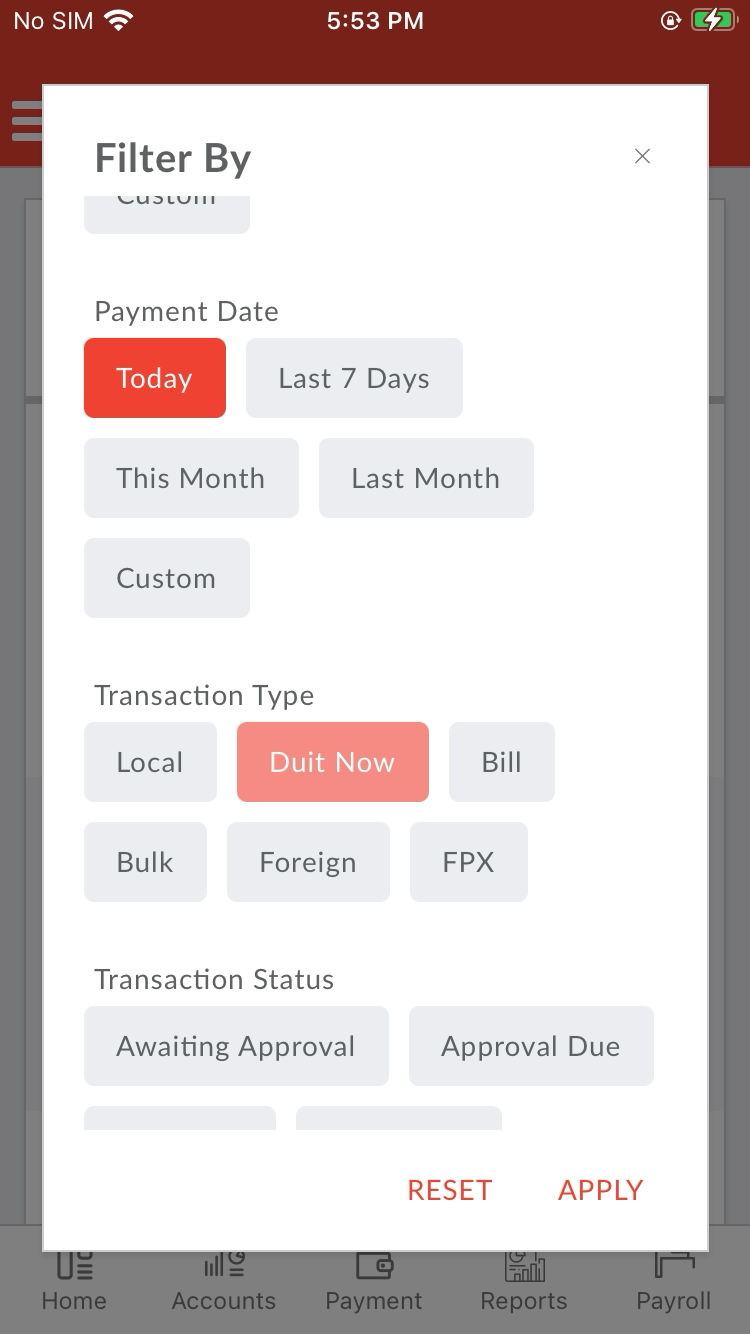 No SIM 5:53 PM
Filter By
Custom
Payment Date
Today Last 7 Days
This Month Last Month
Custom
Transaction Type
Local Duit Now Bill
Bulk Foreign FPX
Transaction Status
Awaiting Approval Approval Due
RESET APPLY
Home Accounts Payment Reports Payroll